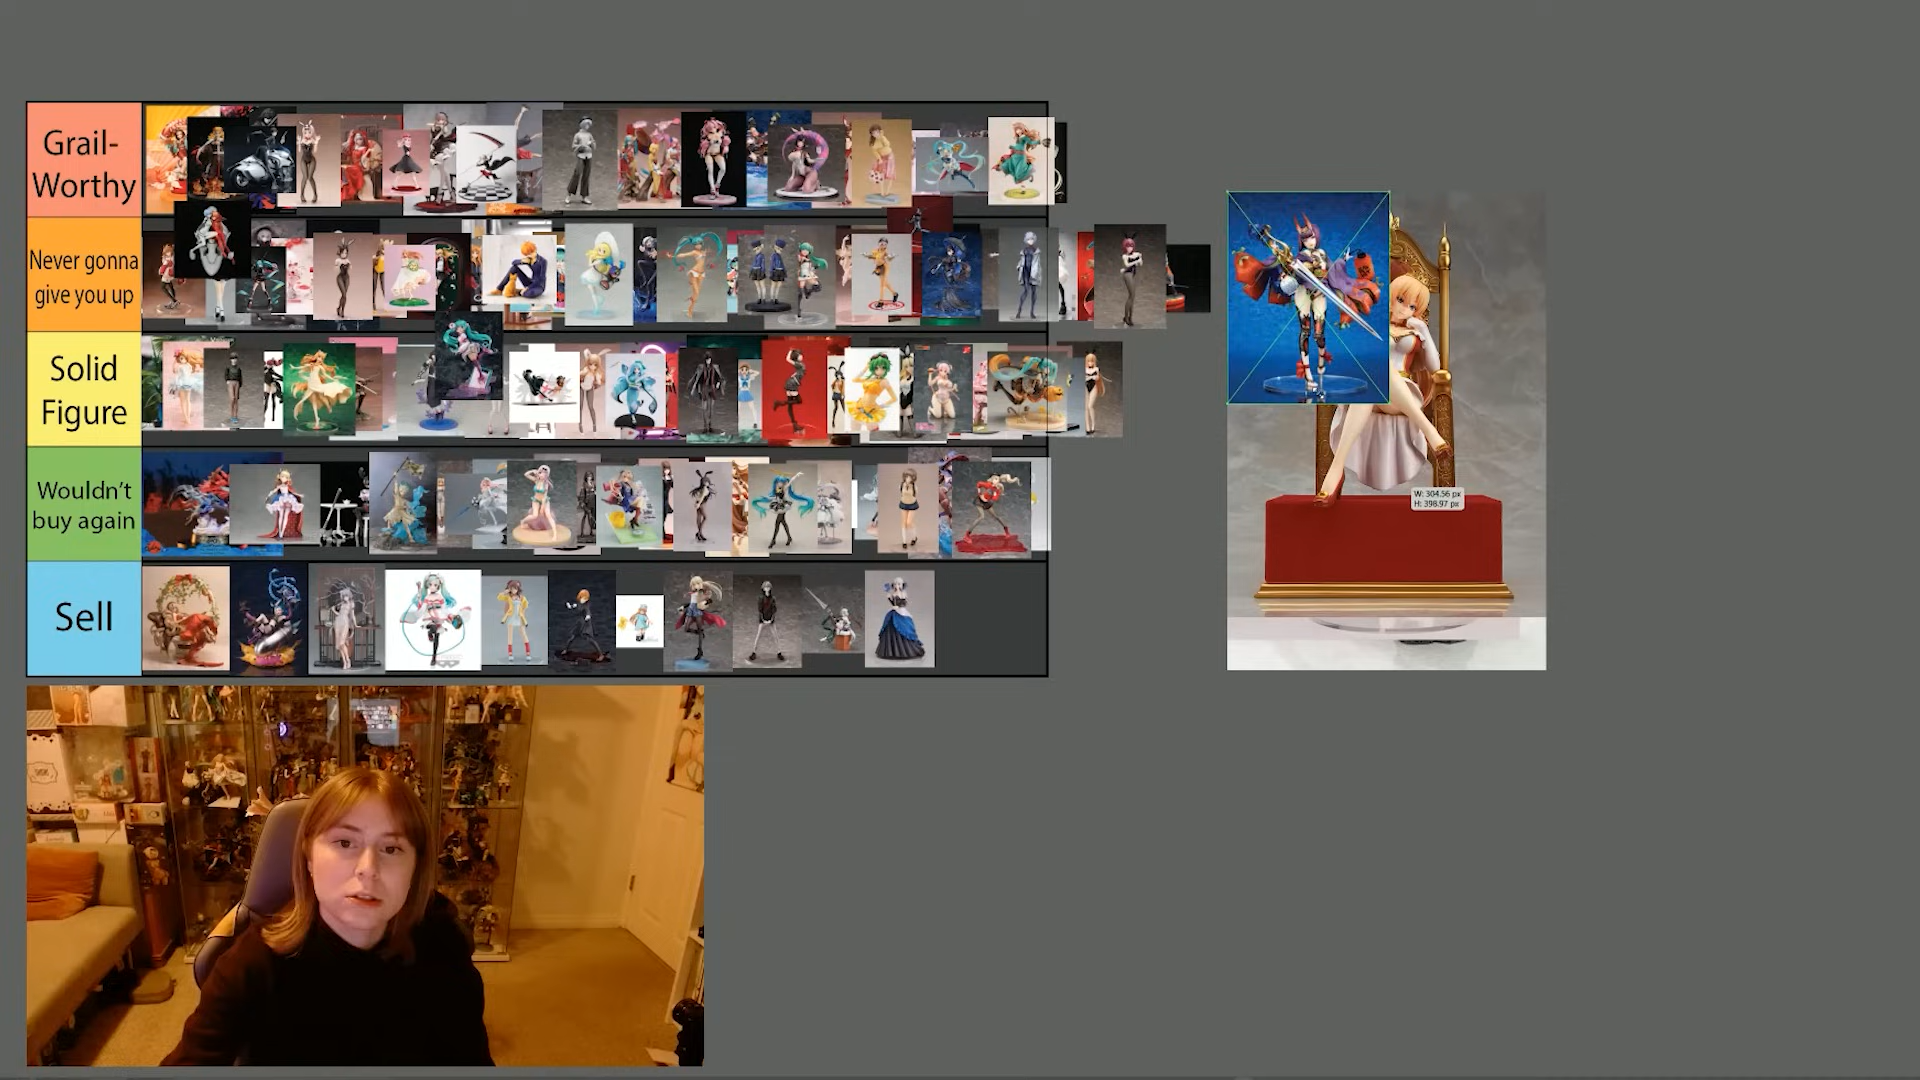 Grail-
Worthy
Never gonna
give you up
Solid
Figure
Wouldn't
buy again
Sell
W: 304.56 px
H: 398.97 px